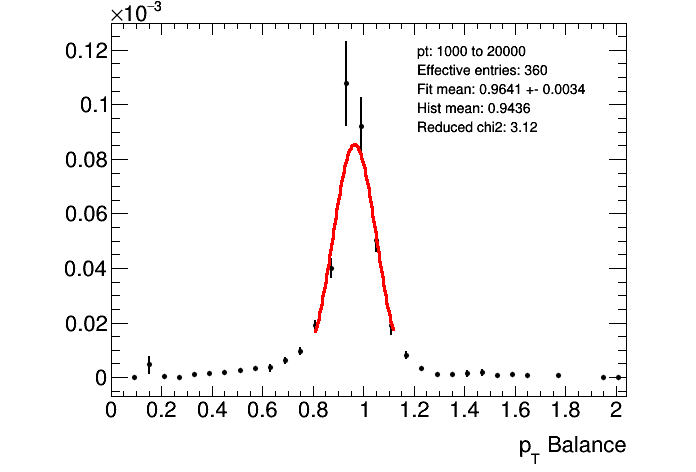 ×10⁻³
pt: 1000 to 20000
Effective entries: 360
Fit mean: 0.9641 +- 0.0034
Hist mean: 0.9436
Reduced chi2: 3.12
0.12
0.1
0.08
0.06
0.04
0.02
0
0 0.2 0.4 0.6 0.8 1 1.2 1.4 1.6 1.8 2
p_T Balance